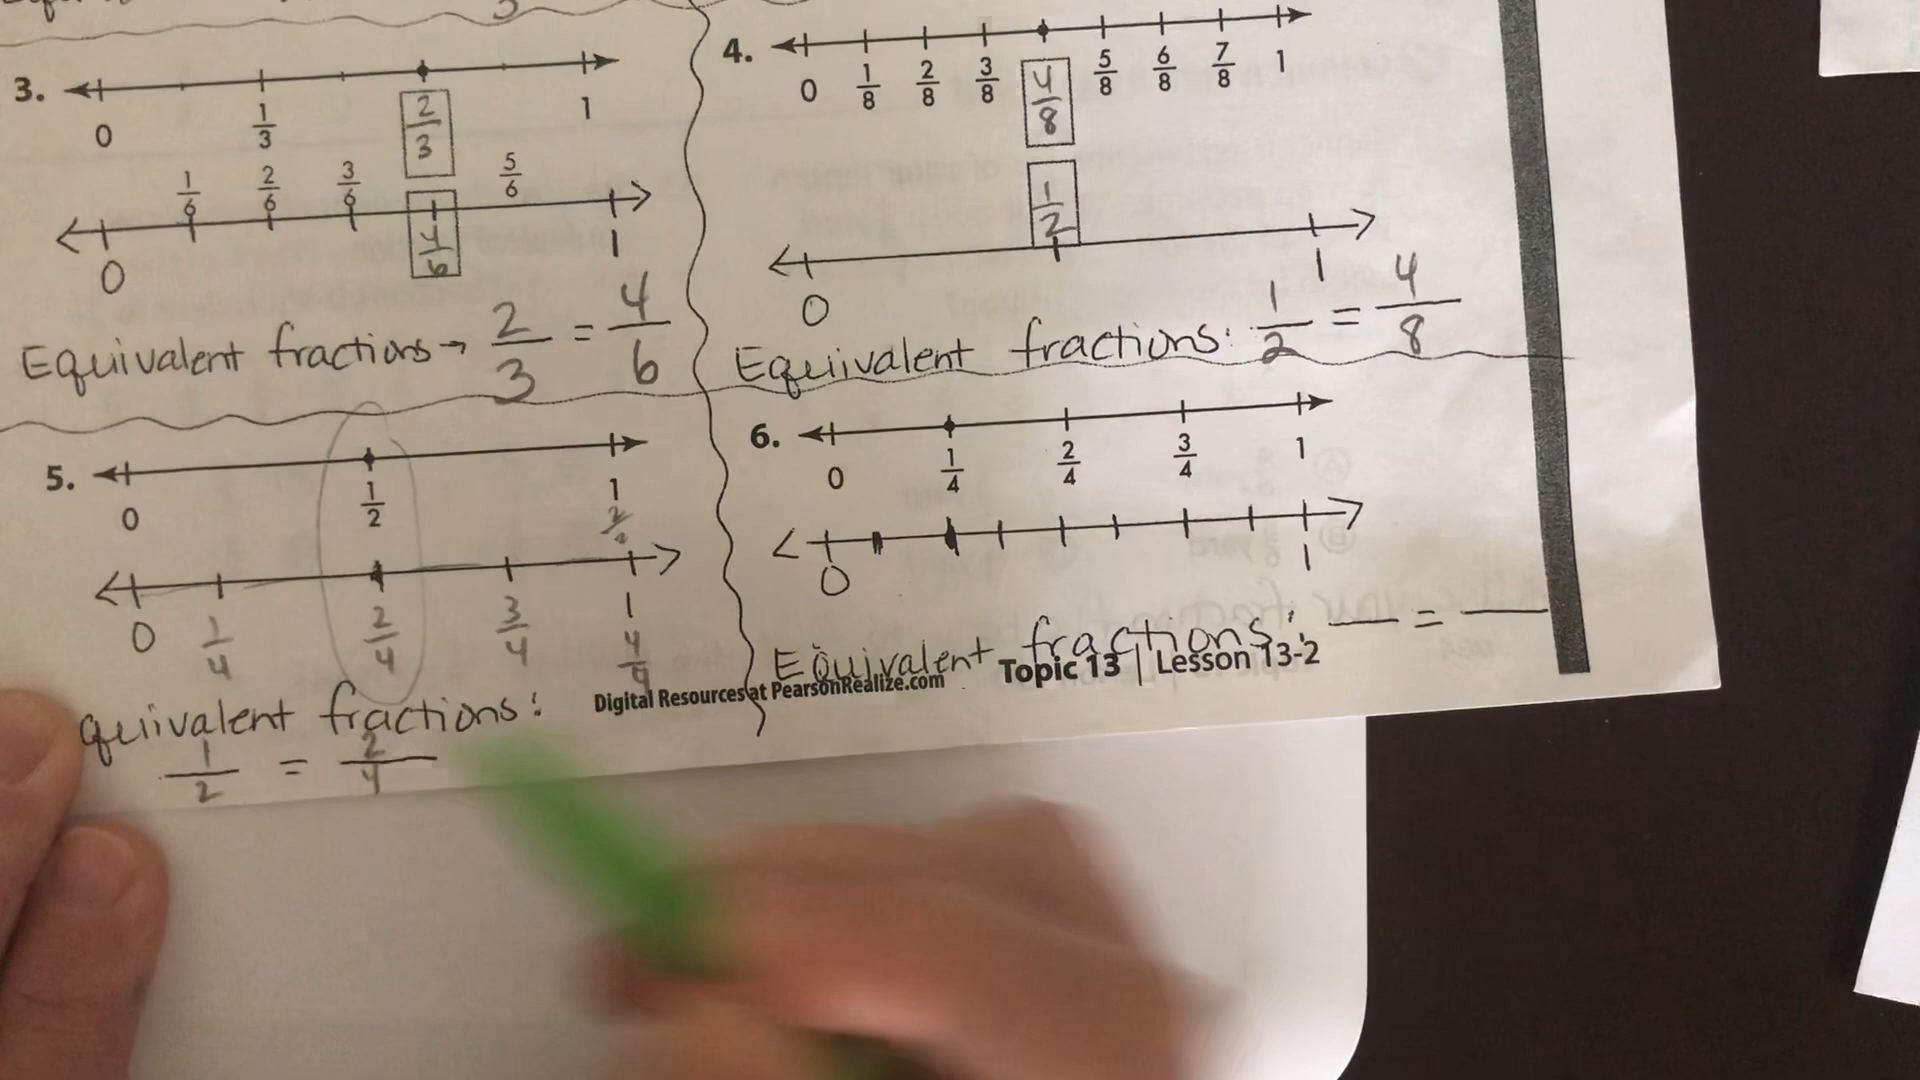 3.
0 1/3 2/3 1
1/6 2/6 3/6 4/6 5/6
0 1
Equivalent fractions → 2/3 = 4/6
4.
0 1/8 2/8 3/8 4/8 5/8 6/8 7/8 1
1/2
0 1
Equivalent fractions: 1/2 = 4/8
5.
0 1/2 1
0 1/4 2/4 3/4 1
4/4
quivalent fractions:
1/2 = 2/4
6.
0 1/4 2/4 3/4 1
0 1
Equivalent fractions: __ = __
Digital Resources at PearsonRealize.com Topic 13 | Lesson 13-2